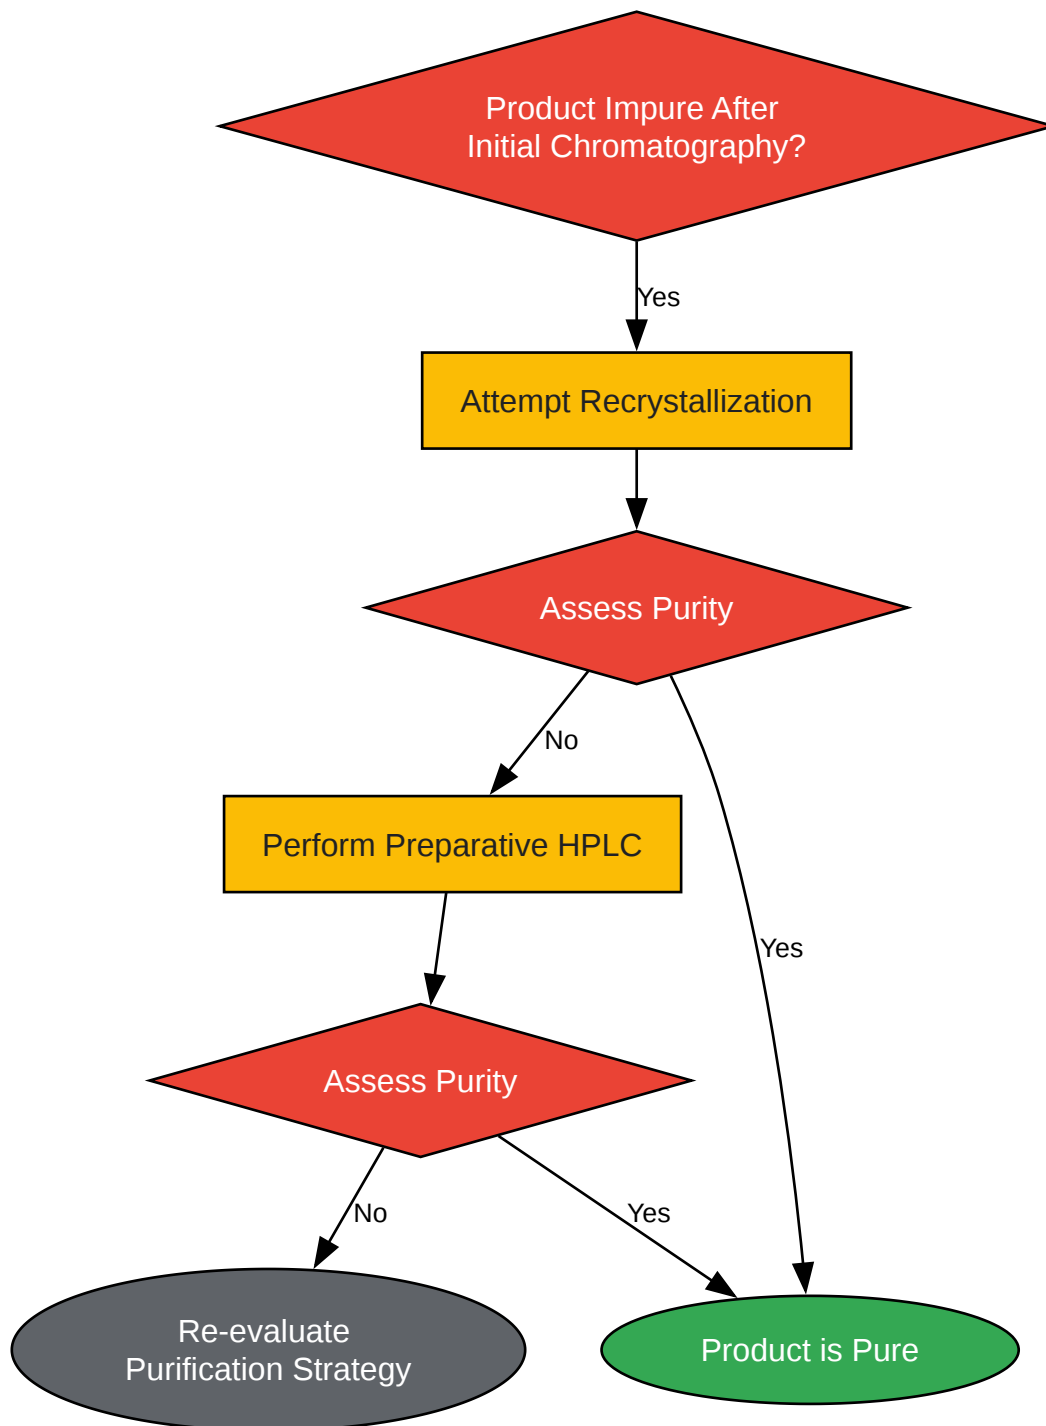 Product Impure After
Initial Chromatography?
Yes
Attempt Recrystallization
Assess Purity
No
Perform Preparative HPLC
Yes
Assess Purity
No
Yes
Re-evaluate
Purification Strategy
Product is Pure